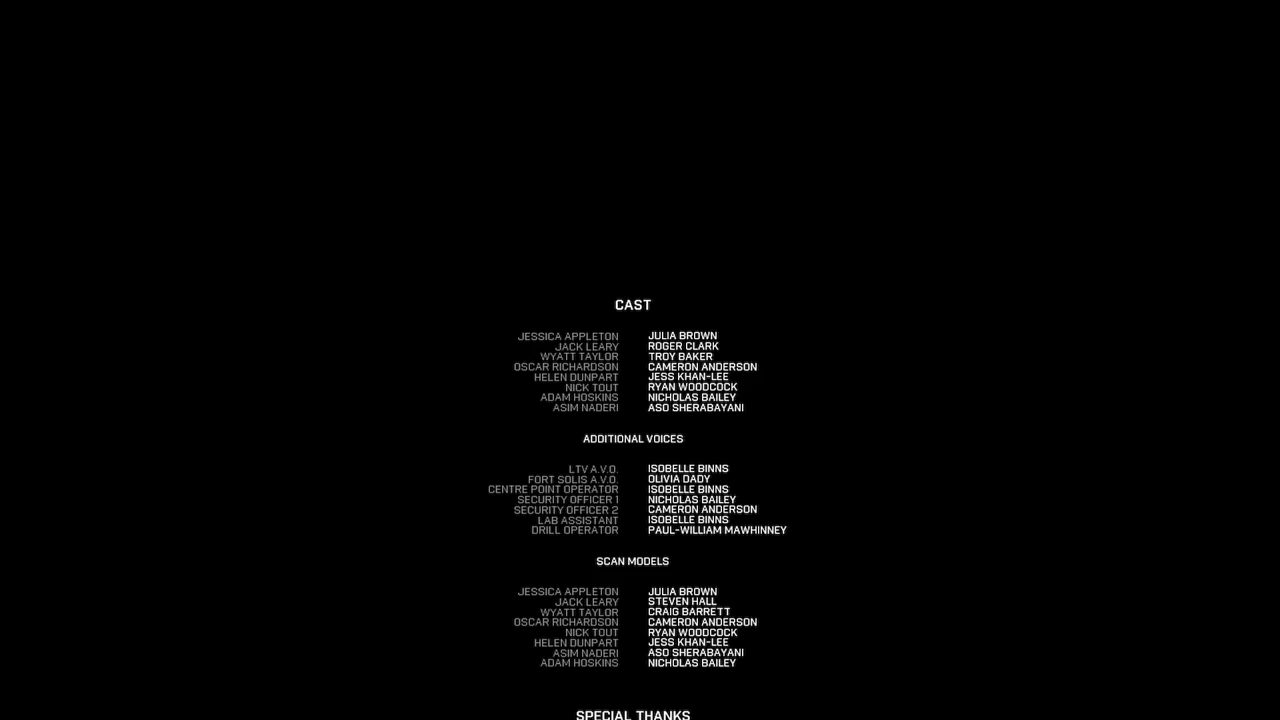 CAST
JESSICA APPLETON JULIA BROWN
JACK LEARY ROGER CLARK
WYATT TAYLOR TROY BAKER
OSCAR RICHARDSON CAMERON ANDERSON
HELEN DUNPART JESS KHAN-LEE
NICK TOUT RYAN WOODCOCK
ADAM HOSKINS NICHOLAS BAILEY
ASIM NADERI ASO SHERABAYANI
ADDITIONAL VOICES
LTV A.V.O. ISOBELLE BINNS
FORT SOLIS A.V.O. OLIVIA DADY
CENTRE POINT OPERATOR ISOBELLE BINNS
SECURITY OFFICER 1 NICHOLAS BAILEY
SECURITY OFFICER 2 CAMERON ANDERSON
LAB ASSISTANT ISOBELLE BINNS
DRILL OPERATOR PAUL-WILLIAM MAWHINNEY
SCAN MODELS
JESSICA APPLETON JULIA BROWN
JACK LEARY STEVEN HALL
WYATT TAYLOR CRAIG BARRETT
OSCAR RICHARDSON CAMERON ANDERSON
NICK TOUT RYAN WOODCOCK
HELEN DUNPART JESS KHAN-LEE
ASIM NADERI ASO SHERABAYANI
ADAM HOSKINS NICHOLAS BAILEY
SPECIAL THANKS